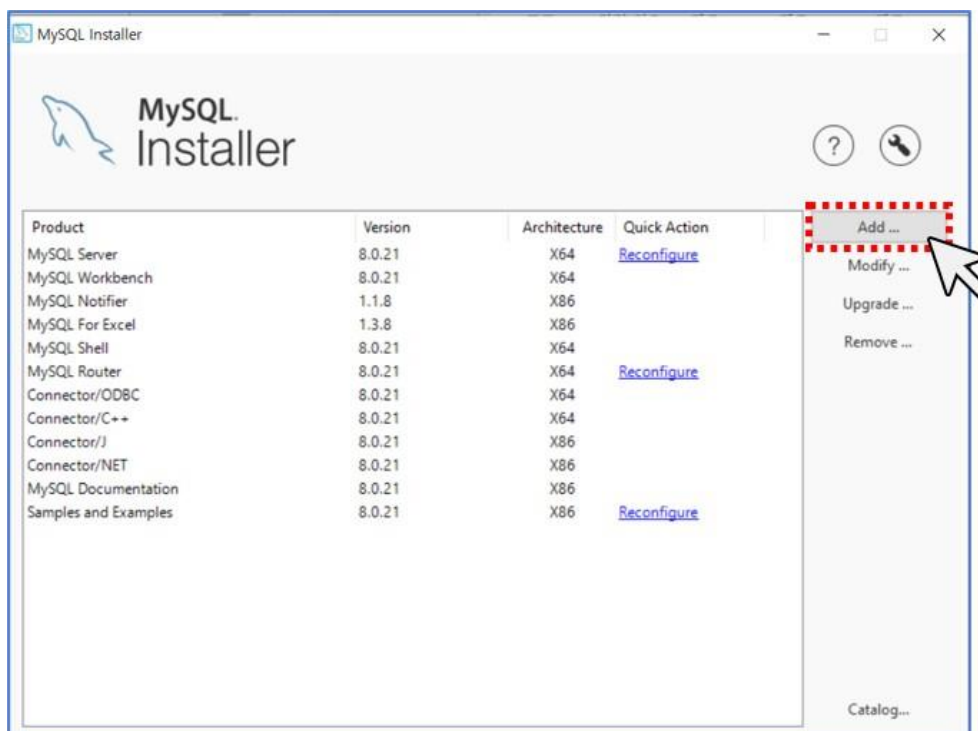 MySQL Installer
MySQL.
Installer
?
Product Version Architecture Quick Action
MySQL Server 8.0.21 X64 Reconfigure
MySQL Workbench 8.0.21 X64
MySQL Notifier 1.1.8 X86
MySQL For Excel 1.3.8 X86
MySQL Shell 8.0.21 X64
MySQL Router 8.0.21 X64 Reconfigure
Connector/ODBC 8.0.21 X64
Connector/C++ 8.0.21 X64
Connector/J 8.0.21 X86
Connector/NET 8.0.21 X86
MySQL Documentation 8.0.21 X86
Samples and Examples 8.0.21 X86 Reconfigure
Add ...
Modify ...
Upgrade ...
Remove ...
Catalog...